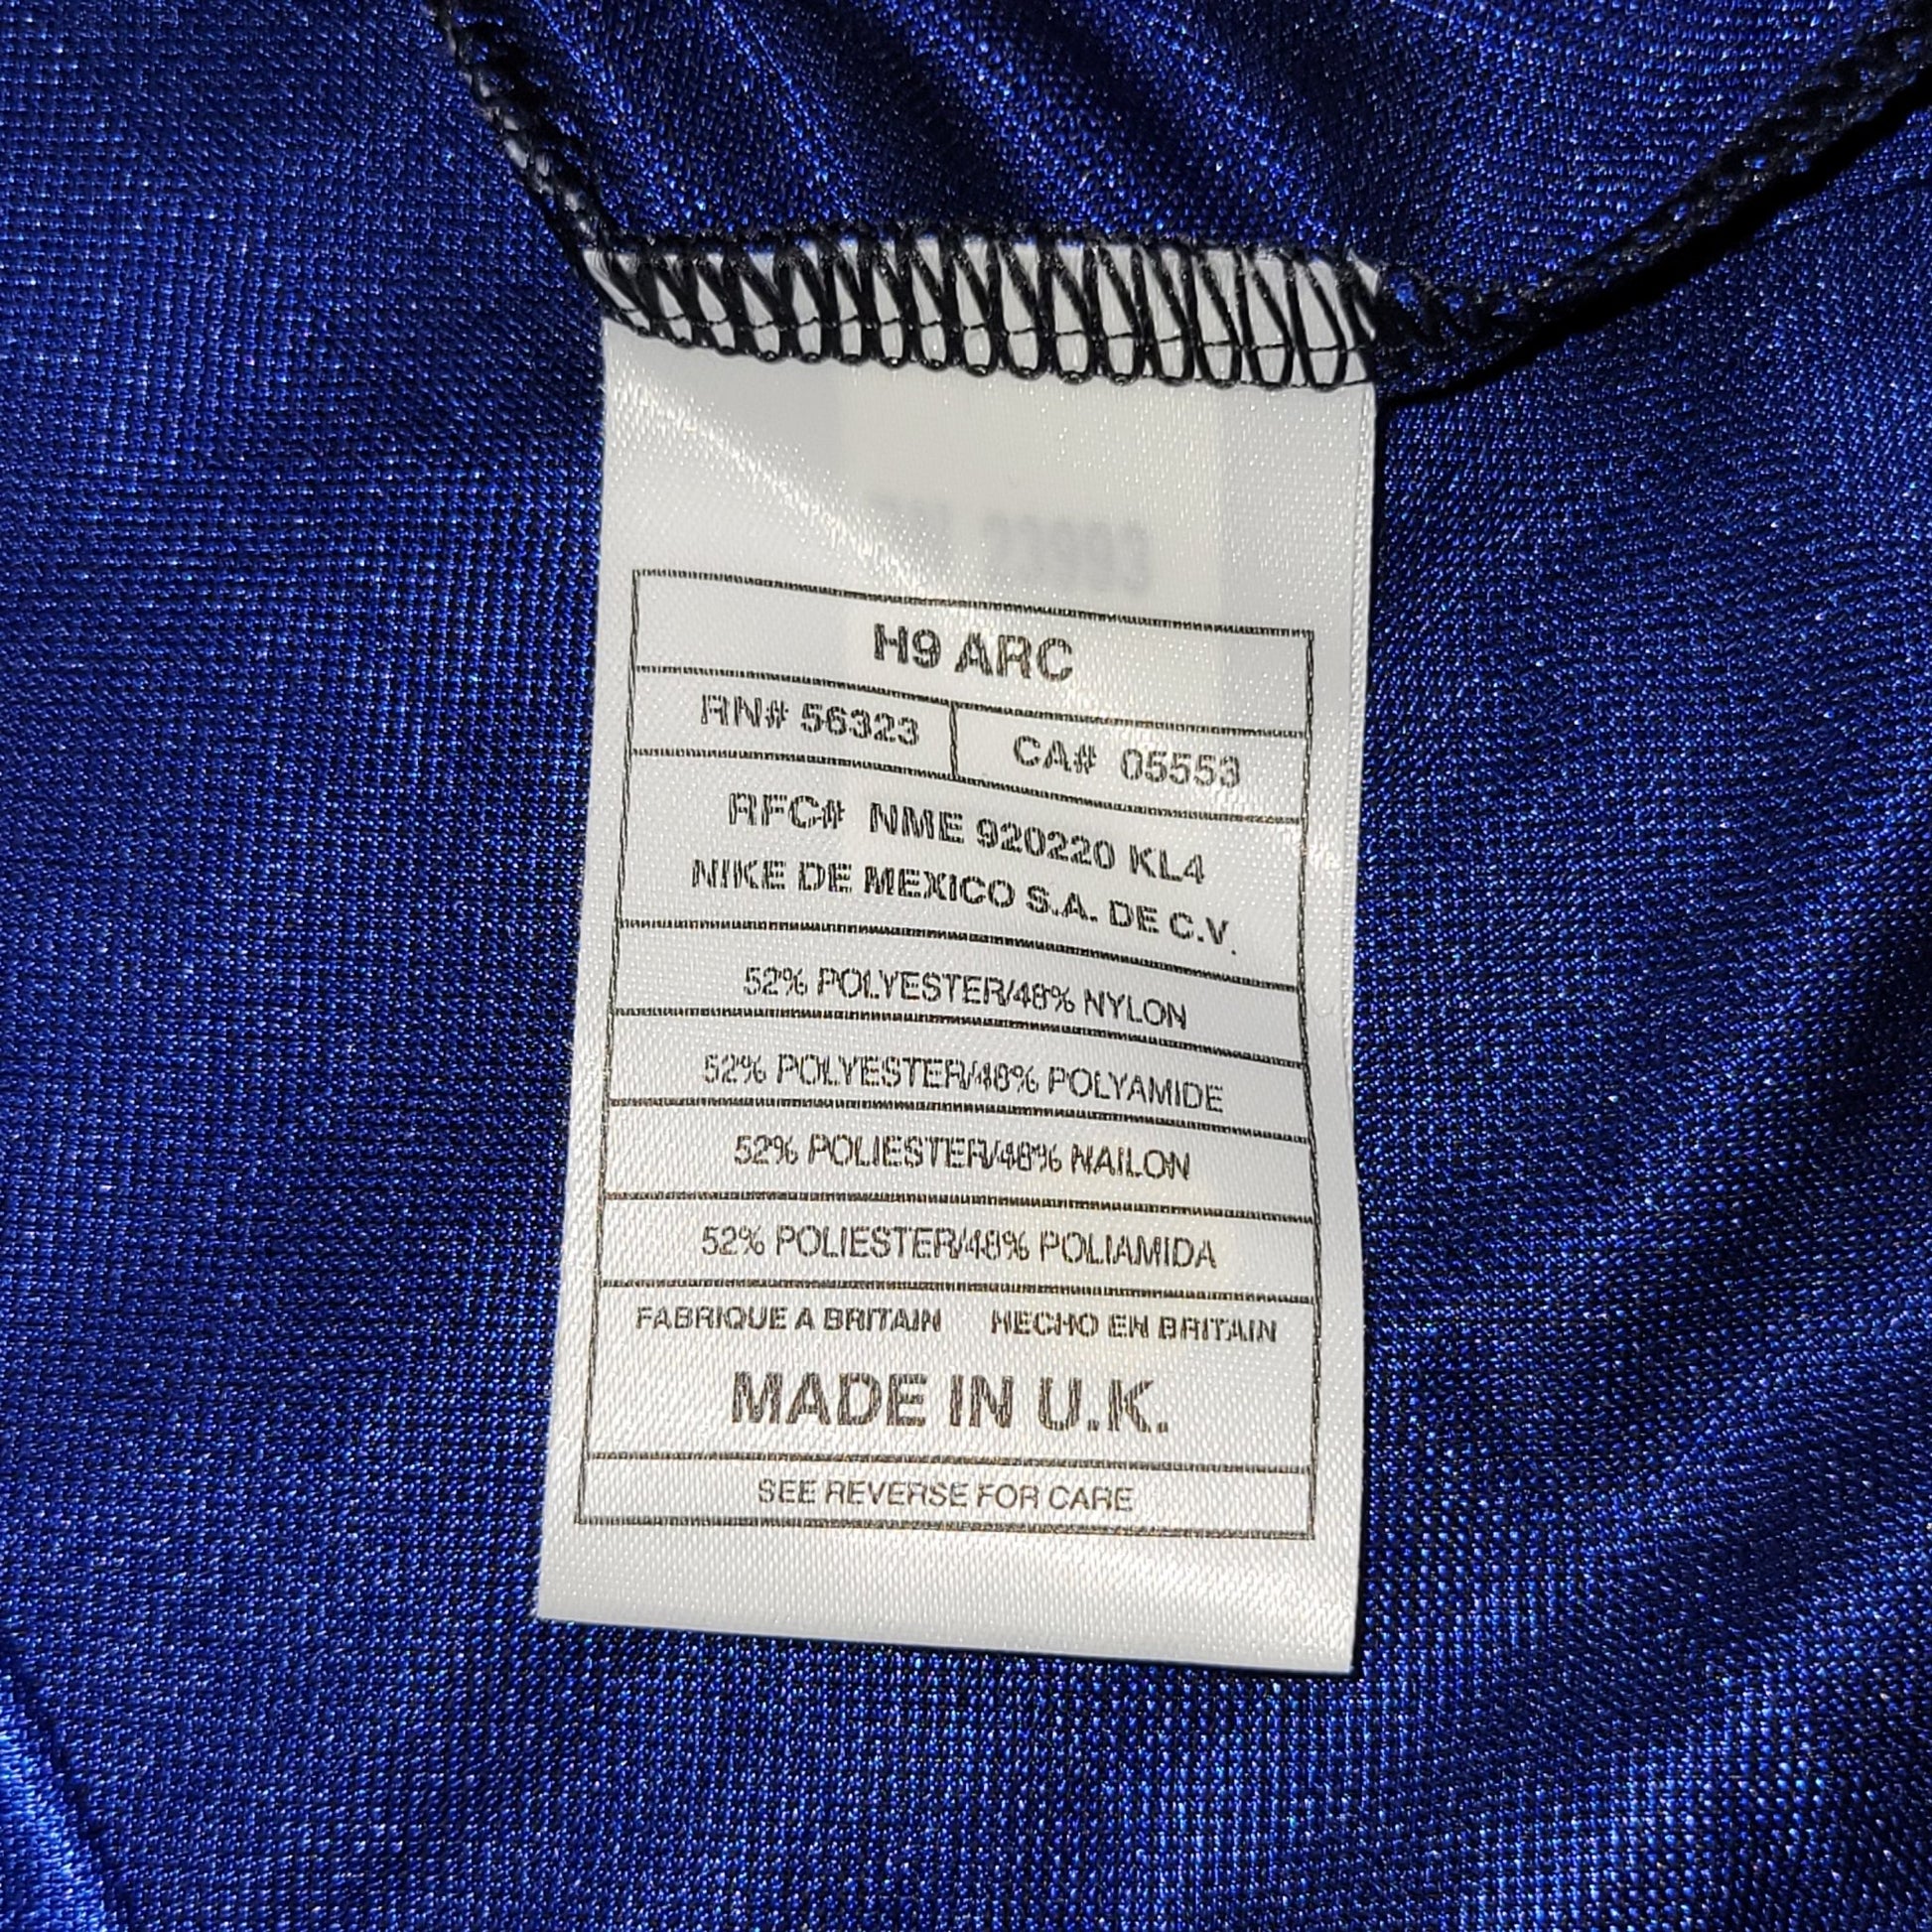 H9 ARC
RN# 56323 CA# 05553
RFC# NME 920220 KL4
NIKE DE MEXICO S.A. DE C.V.
52% POLYESTER/48% NYLON
52% POLYESTER/48% POLYAMIDE
52% POLIESTER/48% NAILON
52% POLIESTER/48% POLIAMIDA
FABRIQUE A BRITAIN HECHO EN BRITAIN
MADE IN U.K.
SEE REVERSE FOR CARE